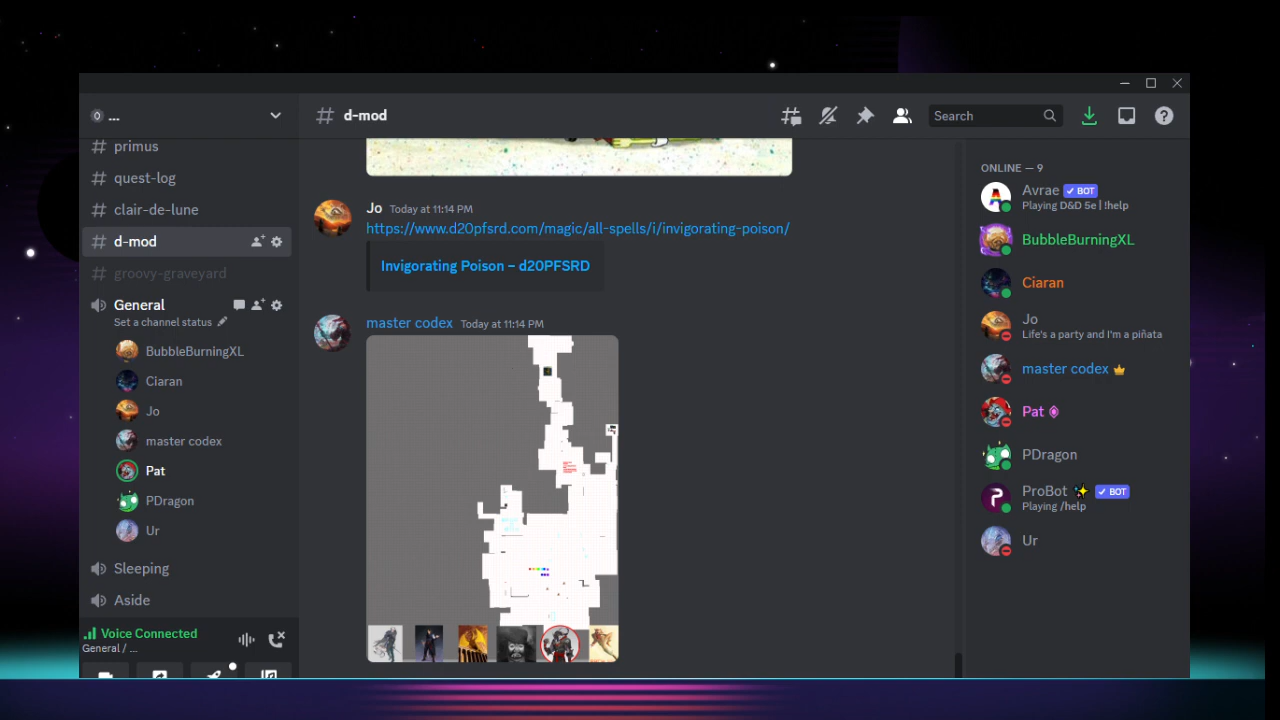 ...
primus
quest-log
clair-de-lune
d-mod
groovy-graveyard
General
Set a channel status
BubbleBurningXL
Ciaran
Jo
master codex
Pat
PDragon
Ur
Sleeping
Aside
Voice Connected
General / ...
d-mod
Search
Jo Today at 11:14 PM
https://www.d20pfsrd.com/magic/all-spells/i/invigorating-poison/
Invigorating Poison – d20PFSRD
master codex Today at 11:14 PM
ONLINE — 9
Avrae ✓ BOT
Playing D&D 5e | !help
BubbleBurningXL
Ciaran
Jo
Life's a party and I'm a piñata
master codex
Pat
PDragon
ProBot ✨ ✓ BOT
Playing /help
Ur